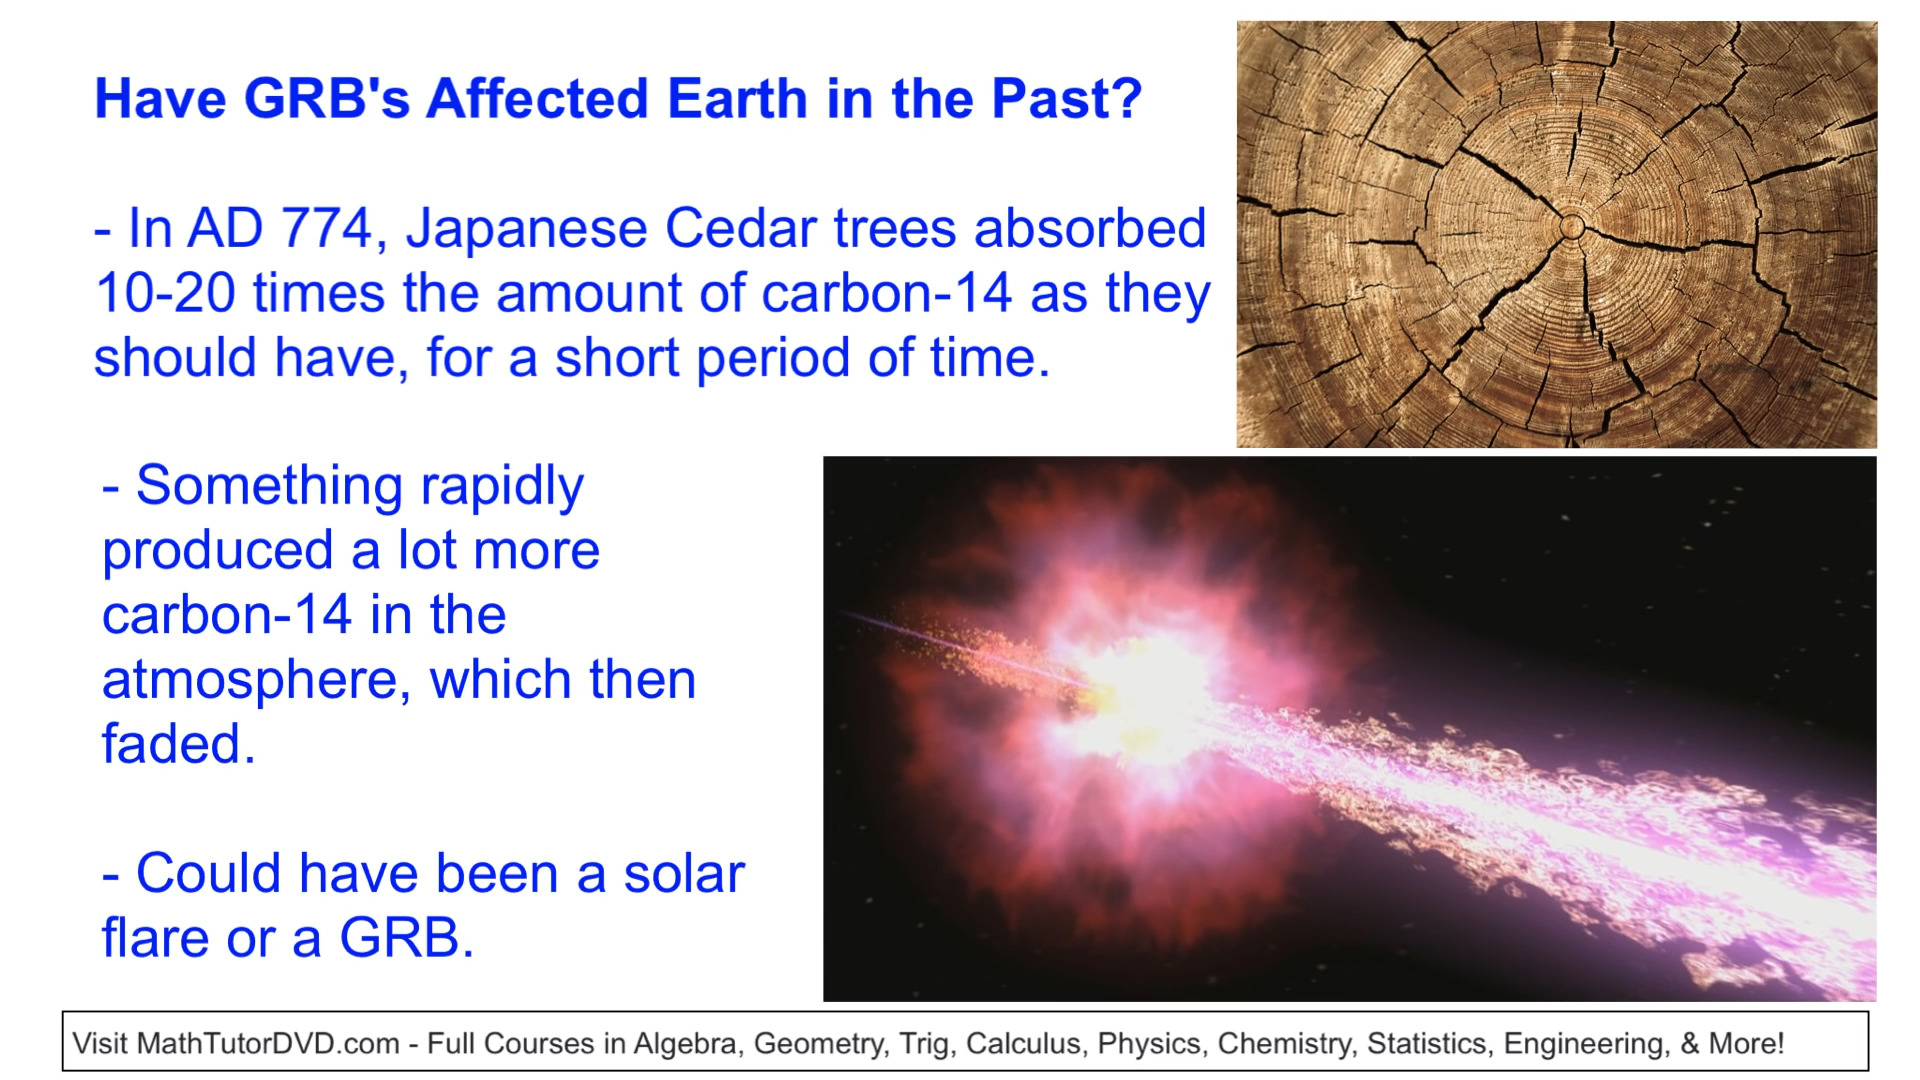 Have GRB's Affected Earth in the Past?
- In AD 774, Japanese Cedar trees absorbed
10-20 times the amount of carbon-14 as they
should have, for a short period of time.
- Something rapidly
produced a lot more
carbon-14 in the
atmosphere, which then
faded.
- Could have been a solar
flare or a GRB.
Visit MathTutorDVD.com - Full Courses in Algebra, Geometry, Trig, Calculus, Physics, Chemistry, Statistics, Engineering, & More!